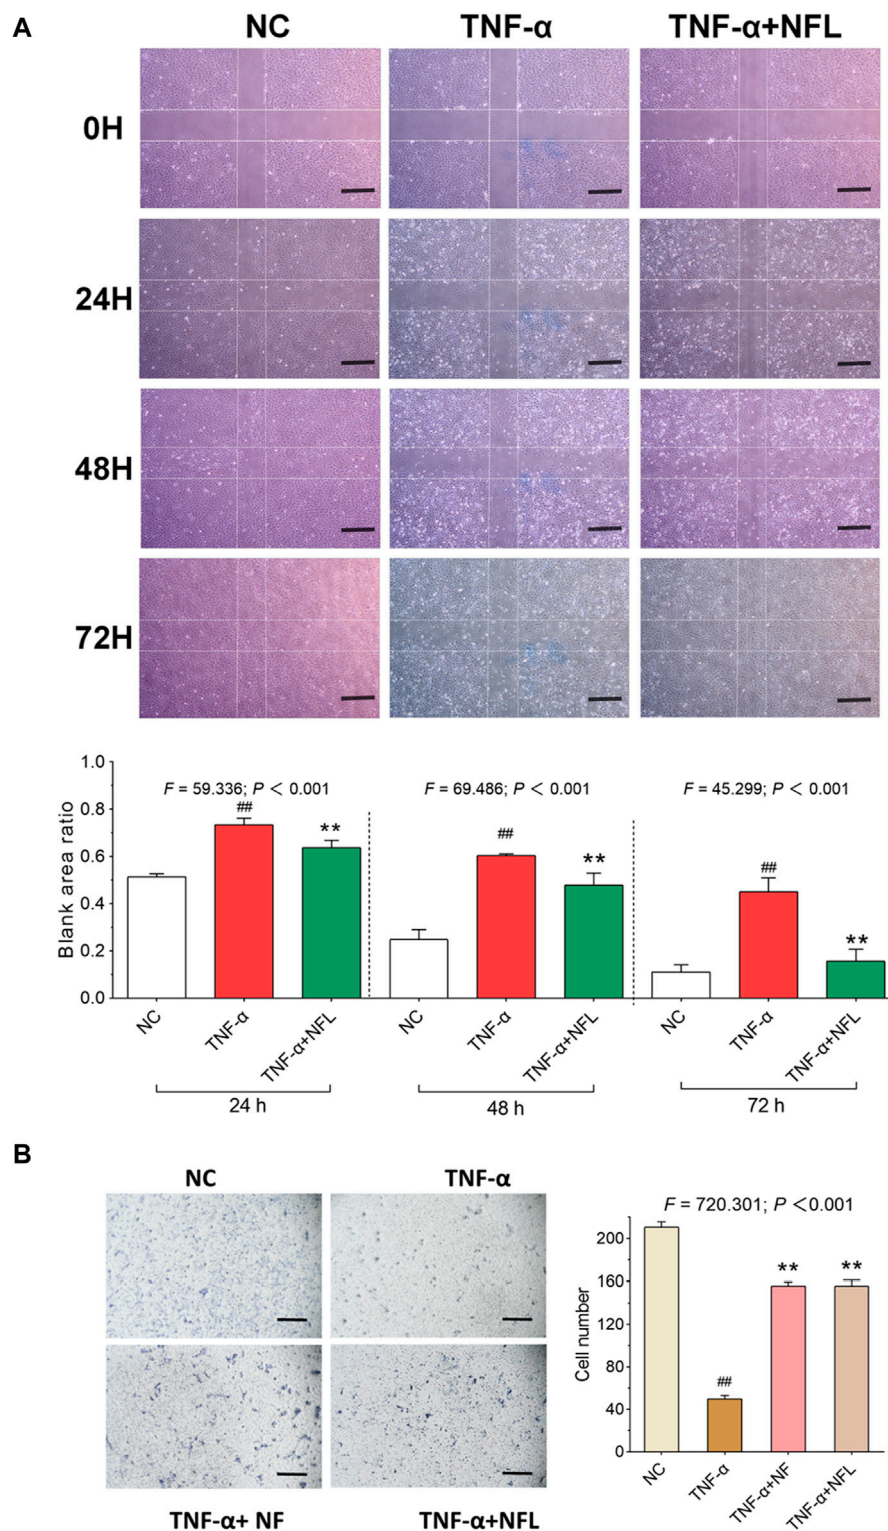 A
NC TNF-α TNF-α+NFL
0H
24H
48H
72H
Blank area ratio
1.0
0.8
0.6
0.4
0.2
0.0
F = 59.336; P < 0.001
F = 69.486; P < 0.001
F = 45.299; P < 0.001
## ** ## ** ## **
NC TNF-α TNF-α+NFL NC TNF-α TNF-α+NFL NC TNF-α TNF-α+NFL
24 h 48 h 72 h
B
NC TNF-α
TNF-α+ NF TNF-α+NFL
F = 720.301; P <0.001
Cell number
200
160
120
80
40
0
## ** **
NC TNF-α TNF-α+NF TNF-α+NFL